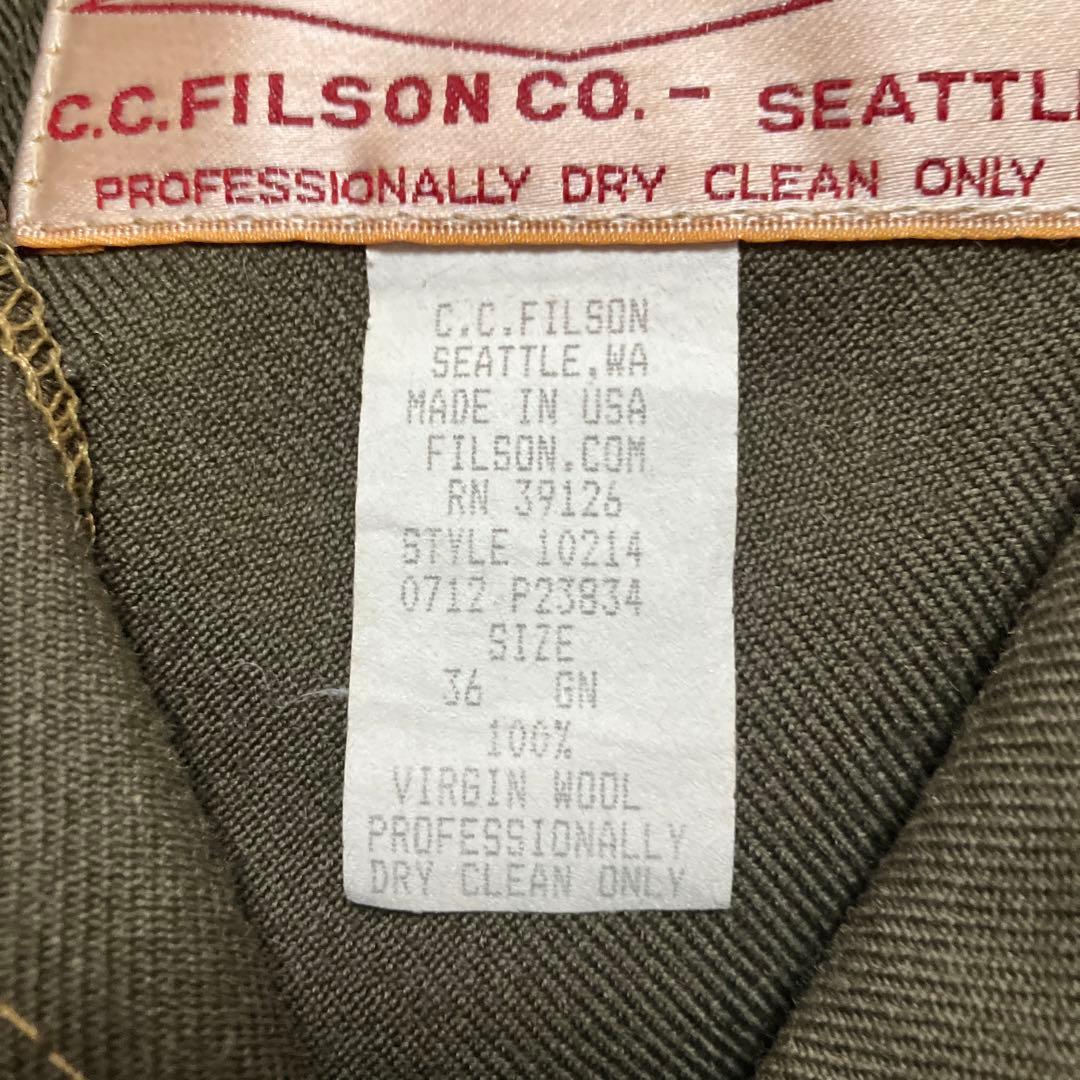 C.C.FILSON CO. - SEATTL
PROFESSIONALLY DRY CLEAN ONLY
C.C.FILSON
SEATTLE,WA
MADE IN USA
FILSON.COM
RN 39126
STYLE 10214
0712 P23834
SIZE
36 GN
100%
VIRGIN WOOL
PROFESSIONALLY
DRY CLEAN ONLY